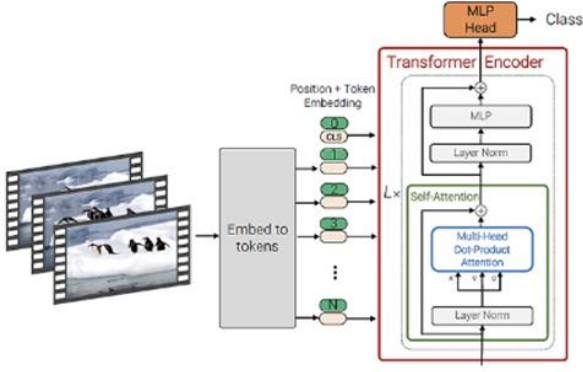 MLP
Head
Class
Transformer Encoder
Position + Token
Embedding
0
CLS
1
2
3
N
Embed to
tokens
L×
MLP
Layer Norm
Self-Attention
Multi-Head
Dot-Product
Attention
K V Q
Layer Norm